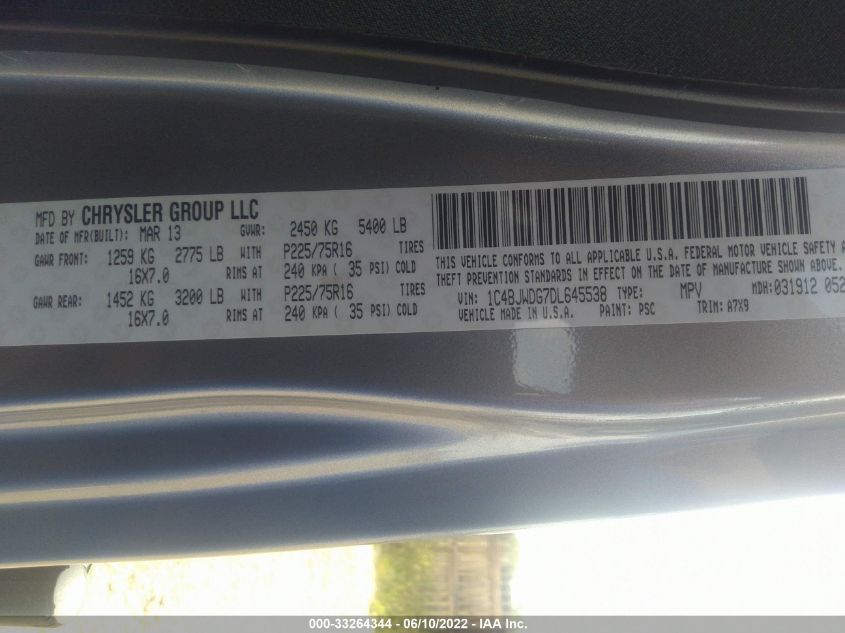 MFD BY CHRYSLER GROUP LLC
DATE OF MFR(BUILT): MAR 13 GVWR: 2450 KG 5400 LB
GAWR FRONT: 1259 KG 2775 LB WITH P225/75R16 TIRES
16X7.0 RIMS AT 240 KPA ( 35 PSI) COLD
GAWR REAR: 1452 KG 3200 LB WITH P225/75R16 TIRES
16X7.0 RIMS AT 240 KPA ( 35 PSI) COLD
THIS VEHICLE CONFORMS TO ALL APPLICABLE U.S.A. FEDERAL MOTOR VEHICLE SAFETY A
THEFT PREVENTION STANDARDS IN EFFECT ON THE DATE OF MANUFACTURE SHOWN ABOVE.
VIN: 1C4BJWDG7DL645538 TYPE: MPV MDH: 031912 052
VEHICLE MADE IN U.S.A. PAINT: PSC TRIM: A7X9
000-33264344 - 06/10/2022 - IAA Inc.